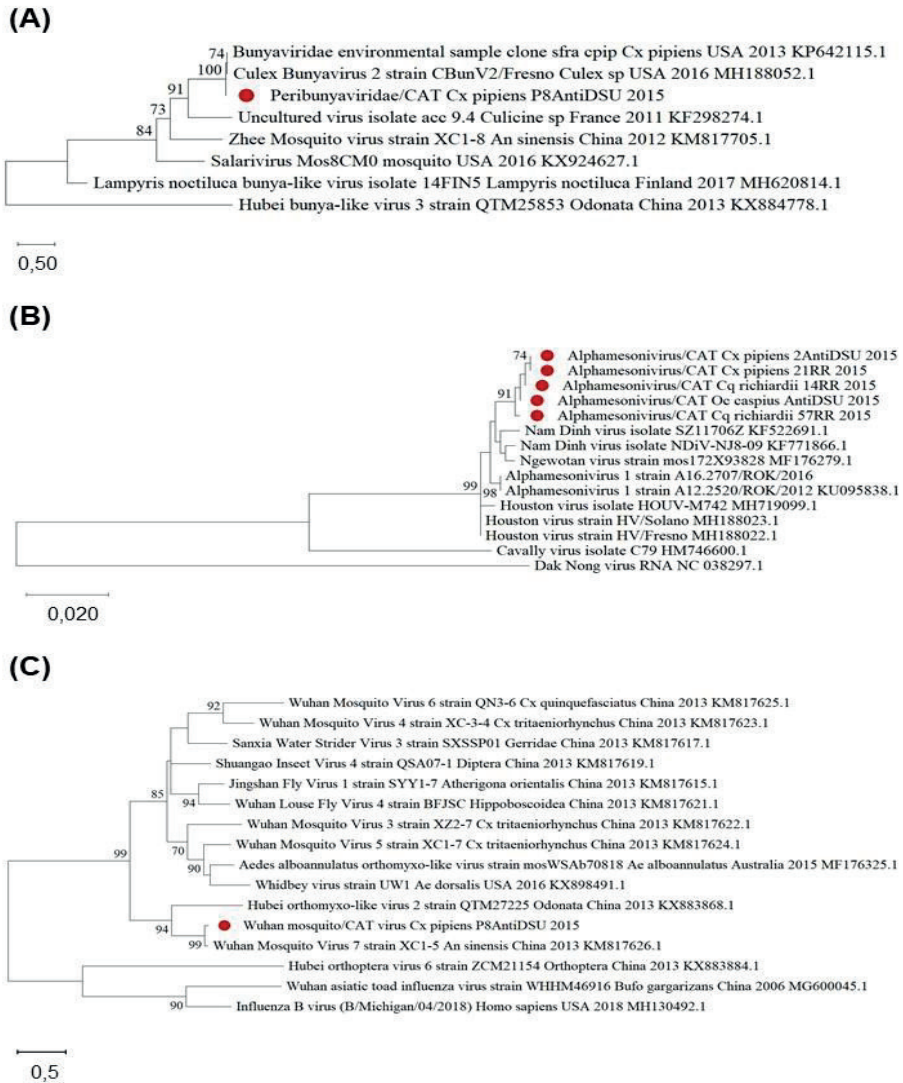 (A)
74
Bunyaviridae environmental sample clone sfra cpip Cx pipiens USA 2013 KP642115.1
100
Culex Bunyavirus 2 strain CBunV2/Fresno Culex sp USA 2016 MH188052.1
91
Peribunyaviridae/CAT Cx pipiens P8AntiDSU 2015
73
Uncultured virus isolate acc 9.4 Culicine sp France 2011 KF298274.1
84
Zhee Mosquito virus strain XC1-8 An sinensis China 2012 KM817705.1
Salarivirus Mos8CM0 mosquito USA 2016 KX924627.1
Lampyris noctiluca bunya-like virus isolate 14FIN5 Lampyris noctiluca Finland 2017 MH620814.1
Hubei bunya-like virus 3 strain QTM25853 Odonata China 2013 KX884778.1
0,50
(B)
74
Alphamesonivirus/CAT Cx pipiens 2AntiDSU 2015
Alphamesonivirus/CAT Cx pipiens 21RR 2015
91
Alphamesonivirus/CAT Cq richiardii 14RR 2015
Alphamesonivirus/CAT Oc caspius AntiDSU 2015
Alphamesonivirus/CAT Cq richiardii 57RR 2015
Nam Dinh virus isolate SZ11706Z KF522691.1
Nam Dinh virus isolate NDiV-NJ8-09 KF771866.1
Ngewotan virus strain mos172X93828 MF176279.1
99
Alphamesonivirus 1 strain A16.2707/ROK/2016
98
Alphamesonivirus 1 strain A12.2520/ROK/2012 KU095838.1
Houston virus isolate HOUV-M742 MH719099.1
Houston virus strain HV/Solano MH188023.1
Houston virus strain HV/Fresno MH188022.1
Cavally virus isolate C79 HM746600.1
Dak Nong virus RNA NC 038297.1
0,020
(C)
92
Wuhan Mosquito Virus 6 strain QN3-6 Cx quinquefasciatus China 2013 KM817625.1
Wuhan Mosquito Virus 4 strain XC-3-4 Cx tritaeniorhynchus China 2013 KM817623.1
Sanxia Water Strider Virus 3 strain SXSSP01 Gerridae China 2013 KM817617.1
Shuangao Insect Virus 4 strain QSA07-1 Diptera China 2013 KM817619.1
85
Jingshan Fly Virus 1 strain SYY1-7 Atherigona orientalis China 2013 KM817615.1
94
Wuhan Louse Fly Virus 4 strain BFJSC Hippoboscoidea China 2013 KM817621.1
Wuhan Mosquito Virus 3 strain XZ2-7 Cx tritaeniorhynchus China 2013 KM817622.1
70
Wuhan Mosquito Virus 5 strain XC1-7 Cx tritaeniorhynchus China 2013 KM817624.1
99
90
Aedes alboannulatus orthomyxo-like virus strain mosWSAb70818 Ae alboannulatus Australia 2015 MF176325.1
Whidbey virus strain UW1 Ae dorsalis USA 2016 KX898491.1
Hubei orthomyxo-like virus 2 strain QTM27225 Odonata China 2013 KX883868.1
94
Wuhan mosquito/CAT virus Cx pipiens P8AntiDSU 2015
99
Wuhan Mosquito Virus 7 strain XC1-5 An sinensis China 2013 KM817626.1
Hubei orthoptera virus 6 strain ZCM21154 Orthoptera China 2013 KX883884.1
Wuhan asiatic toad influenza virus strain WHHM46916 Bufo gargarizans China 2006 MG600045.1
90
Influenza B virus (B/Michigan/04/2018) Homo sapiens USA 2018 MH130492.1
0,5